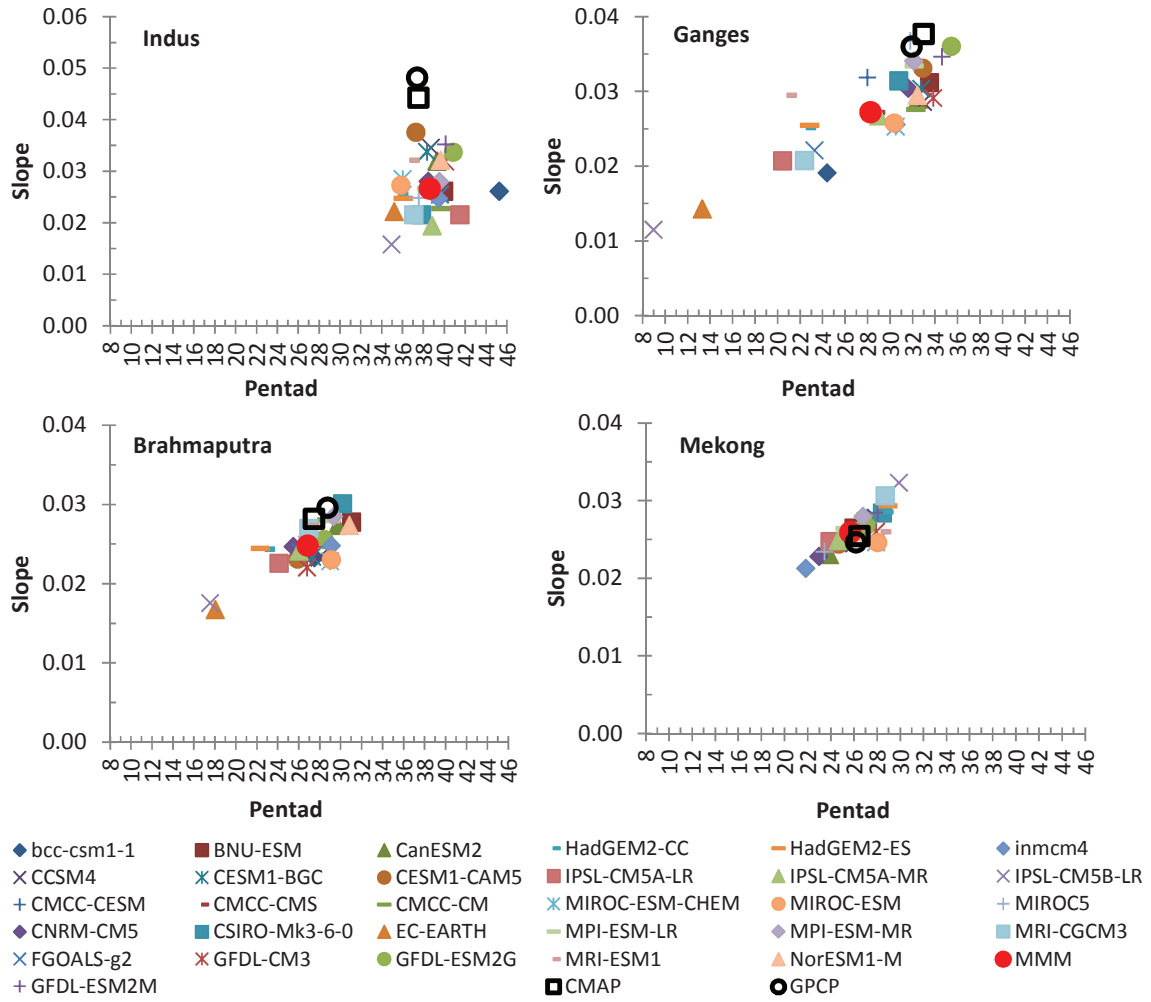 Indus
Slope
0.06
0.05
0.04
0.03
0.02
0.01
0.00
8 10 12 14 16 18 20 22 24 26 28 30 32 34 36 38 40 42 44 46
Pentad
Ganges
Slope
0.04
0.03
0.02
0.01
0.00
8 10 12 14 16 18 20 22 24 26 28 30 32 34 36 38 40 42 44 46
Pentad
Brahmaputra
Slope
0.04
0.03
0.02
0.01
0.00
8 10 12 14 16 18 20 22 24 26 28 30 32 34 36 38 40 42 44 46
Pentad
Mekong
Slope
0.04
0.03
0.02
0.01
0.00
8 10 12 14 16 18 20 22 24 26 28 30 32 34 36 38 40 42 44 46
Pentad
bcc-csm1-1 BNU-ESM CanESM2 HadGEM2-CC HadGEM2-ES inmcm4
CCSM4 CESM1-BGC CESM1-CAM5 IPSL-CM5A-LR IPSL-CM5A-MR IPSL-CM5B-LR
CMCC-CESM CMCC-CMS CMCC-CM MIROC-ESM-CHEM MIROC-ESM MIROC5
CNRM-CM5 CSIRO-Mk3-6-0 EC-EARTH MPI-ESM-LR MPI-ESM-MR MRI-CGCM3
FGOALS-g2 GFDL-CM3 GFDL-ESM2G MRI-ESM1 NorESM1-M MMM
GFDL-ESM2M CMAP GPCP